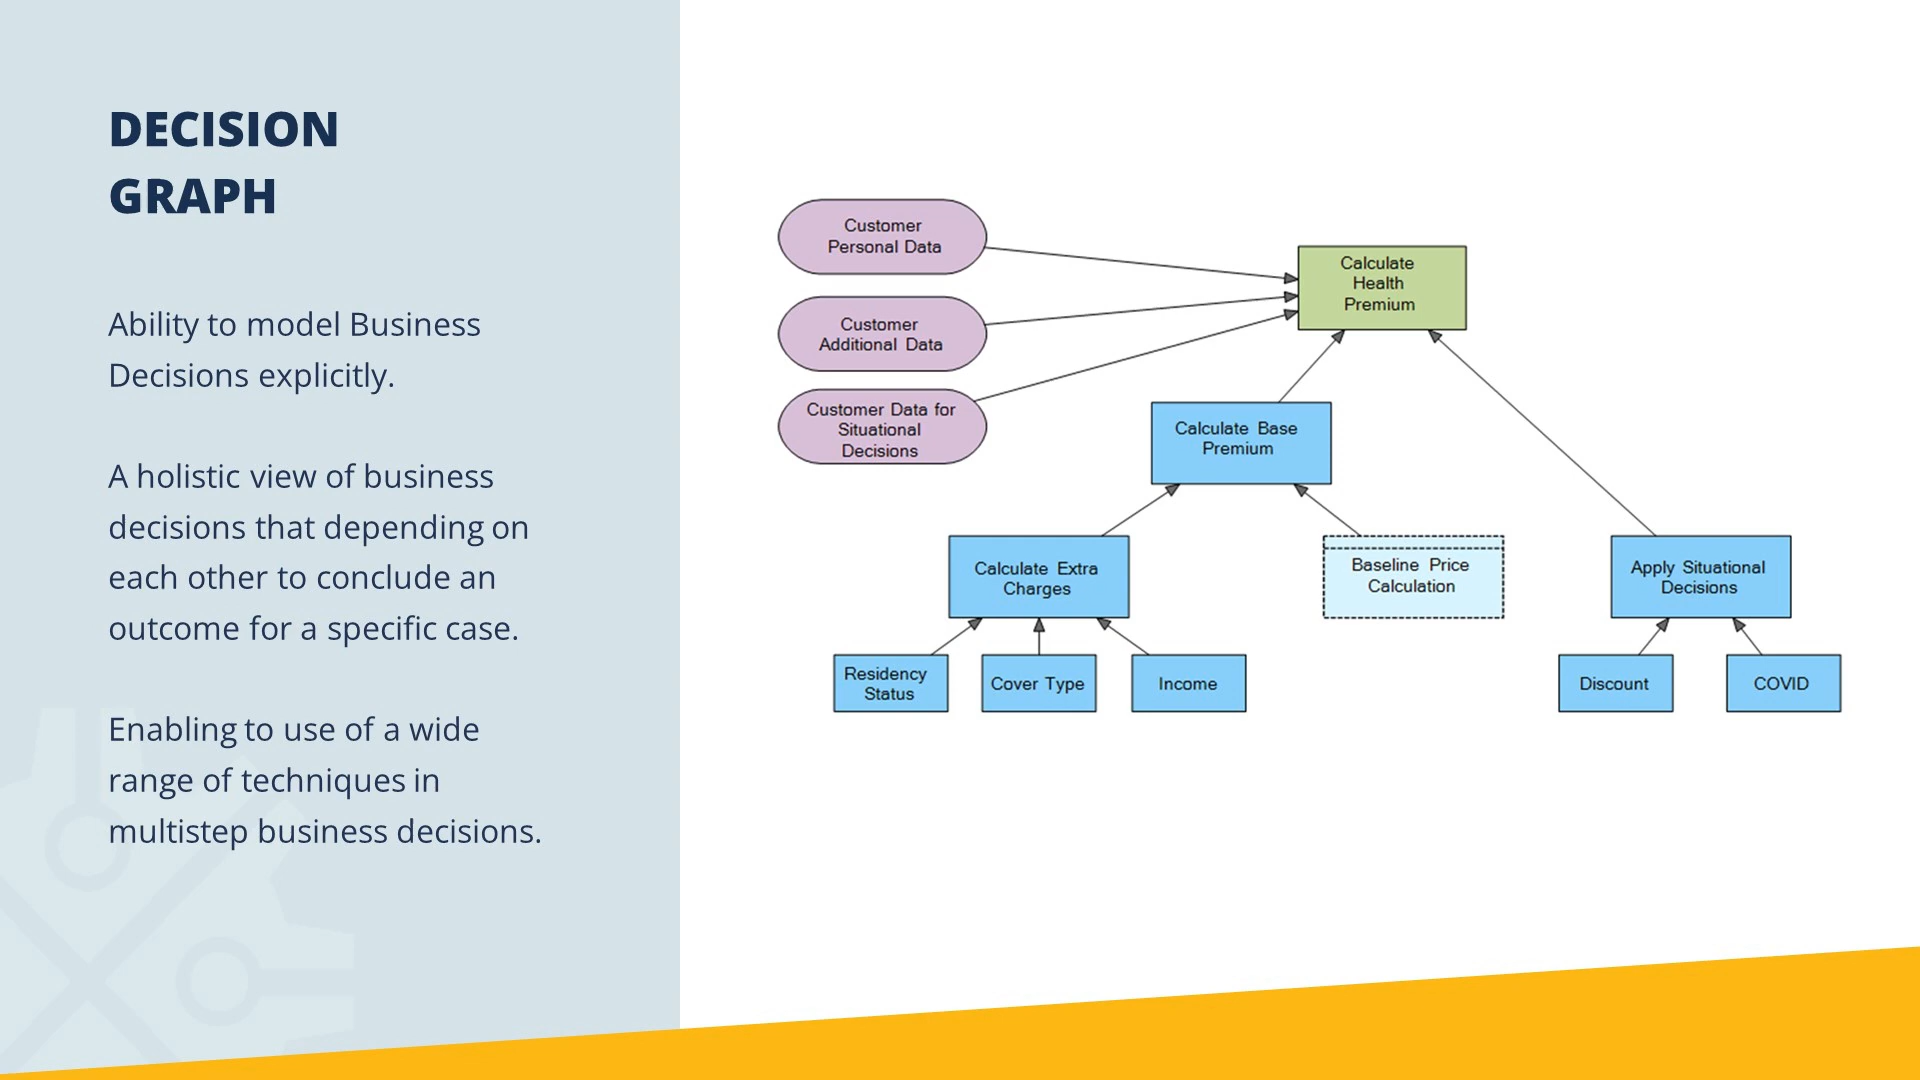 DECISION
GRAPH
Ability to model Business
Decisions explicitly.
A holistic view of business
decisions that depending on
each other to conclude an
outcome for a specific case.
Enabling to use of a wide
range of techniques in
multistep business decisions.
Customer
Personal Data
Customer
Additional Data
Customer Data for
Situational
Decisions
Calculate
Health
Premium
Calculate Base
Premium
Calculate Extra
Charges
Baseline Price
Calculation
Apply Situational
Decisions
Residency
Status
Cover Type
Income
Discount
COVID